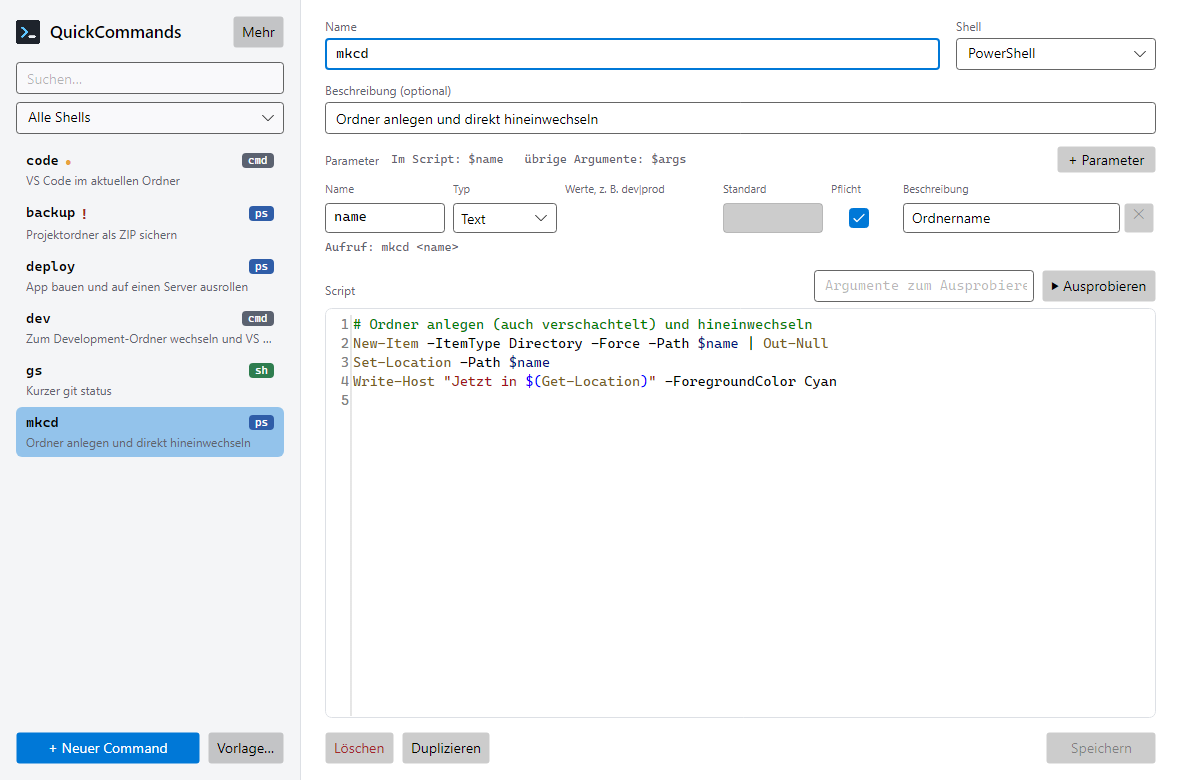 QuickCommands
Mehr
Suchen...
Alle Shells
code
cmd
VS Code im aktuellen Ordner
backup !
ps
Projektordner als ZIP sichern
deploy
ps
App bauen und auf einen Server ausrollen
dev
cmd
Zum Development-Ordner wechseln und VS ...
gs
sh
Kurzer git status
mkcd
ps
Ordner anlegen und direkt hineinwechseln
+ Neuer Command
Vorlage...
Name
Shell
mkcd
PowerShell
Beschreibung (optional)
Ordner anlegen und direkt hineinwechseln
Parameter Im Script: $name übrige Argumente: $args
+ Parameter
Name Typ Werte, z. B. dev|prod Standard Pflicht Beschreibung
name Text Ordnername
Aufruf: mkcd <name>
Script
Argumente zum Ausprobiere
Ausprobieren
1 # Ordner anlegen (auch verschachtelt) und hineinwechseln
2 New-Item -ItemType Directory -Force -Path $name | Out-Null
3 Set-Location -Path $name
4 Write-Host "Jetzt in $(Get-Location)" -ForegroundColor Cyan
5
Löschen
Duplizieren
Speichern